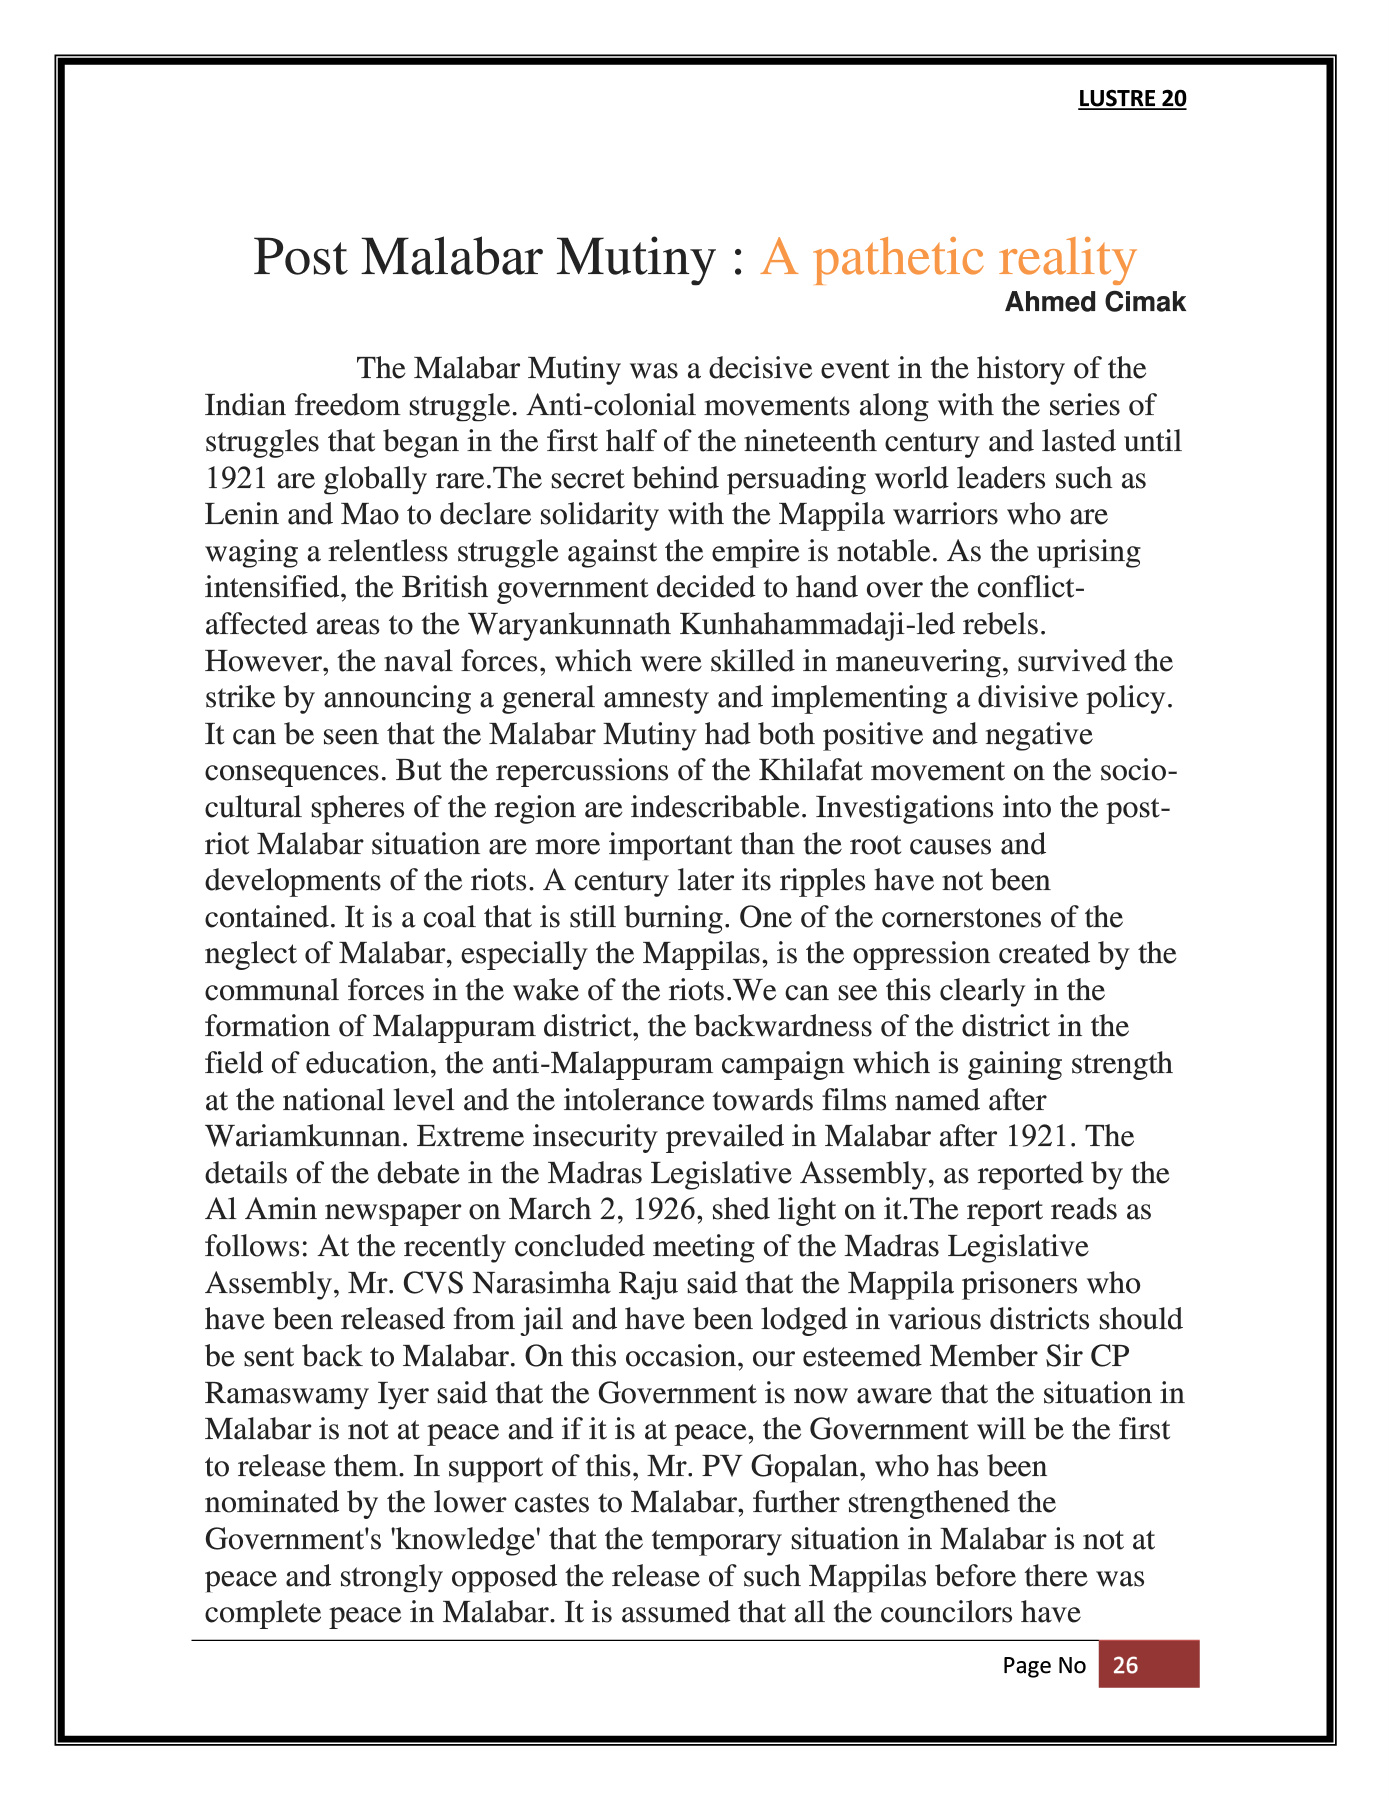 LUSTRE 20
Post Malabar Mutiny : A pathetic reality
Ahmed Cimak
The Malabar Mutiny was a decisive event in the history of the
Indian freedom struggle. Anti-colonial movements along with the series of
struggles that began in the first half of the nineteenth century and lasted until
1921 are globally rare.The secret behind persuading world leaders such as
Lenin and Mao to declare solidarity with the Mappila warriors who are
waging a relentless struggle against the empire is notable. As the uprising
intensified, the British government decided to hand over the conflict-
affected areas to the Waryankunnath Kunhahammadaji-led rebels.
However, the naval forces, which were skilled in maneuvering, survived the
strike by announcing a general amnesty and implementing a divisive policy.
It can be seen that the Malabar Mutiny had both positive and negative
consequences. But the repercussions of the Khilafat movement on the socio-
cultural spheres of the region are indescribable. Investigations into the post-
riot Malabar situation are more important than the root causes and
developments of the riots. A century later its ripples have not been
contained. It is a coal that is still burning. One of the cornerstones of the
neglect of Malabar, especially the Mappilas, is the oppression created by the
communal forces in the wake of the riots.We can see this clearly in the
formation of Malappuram district, the backwardness of the district in the
field of education, the anti-Malappuram campaign which is gaining strength
at the national level and the intolerance towards films named after
Wariamkunnan. Extreme insecurity prevailed in Malabar after 1921. The
details of the debate in the Madras Legislative Assembly, as reported by the
Al Amin newspaper on March 2, 1926, shed light on it.The report reads as
follows: At the recently concluded meeting of the Madras Legislative
Assembly, Mr. CVS Narasimha Raju said that the Mappila prisoners who
have been released from jail and have been lodged in various districts should
be sent back to Malabar. On this occasion, our esteemed Member Sir CP
Ramaswamy Iyer said that the Government is now aware that the situation in
Malabar is not at peace and if it is at peace, the Government will be the first
to release them. In support of this, Mr. PV Gopalan, who has been
nominated by the lower castes to Malabar, further strengthened the
Government's 'knowledge' that the temporary situation in Malabar is not at
peace and strongly opposed the release of such Mappilas before there was
complete peace in Malabar. It is assumed that all the councilors have
Page No 26